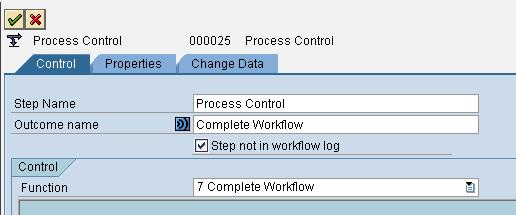 Process Control 000025 Process Control
Control Properties Change Data
Step Name Process Control
Outcome name Complete Workflow
Step not in workflow log
Control
Function 7 Complete Workflow